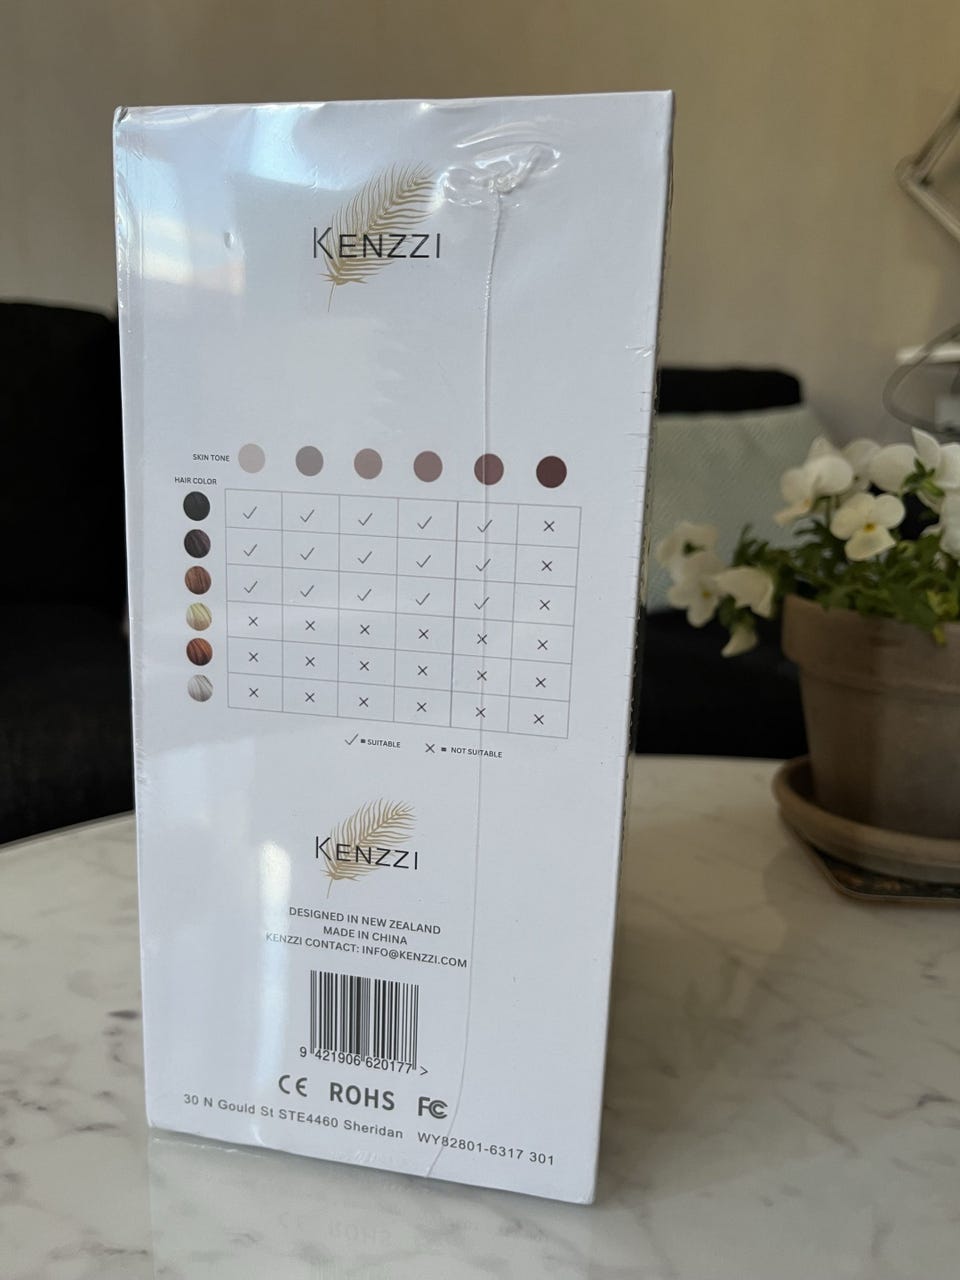 KENZZI
SKIN TONE
HAIR COLOR
✓ ✓ ✓ ✓ ✓ ×
✓ ✓ ✓ ✓ ✓ ×
✓ ✓ ✓ ✓ ✓ ×
× × × × × ×
× × × × × ×
× × × × × ×
✓ = SUITABLE × = NOT SUITABLE
KENZZI
DESIGNED IN NEW ZEALAND
MADE IN CHINA
KENZZI CONTACT: INFO@KENZZI.COM
9 421906 620177 >
CE ROHS FC
30 N Gould St STE4460 Sheridan WY82801-6317 301